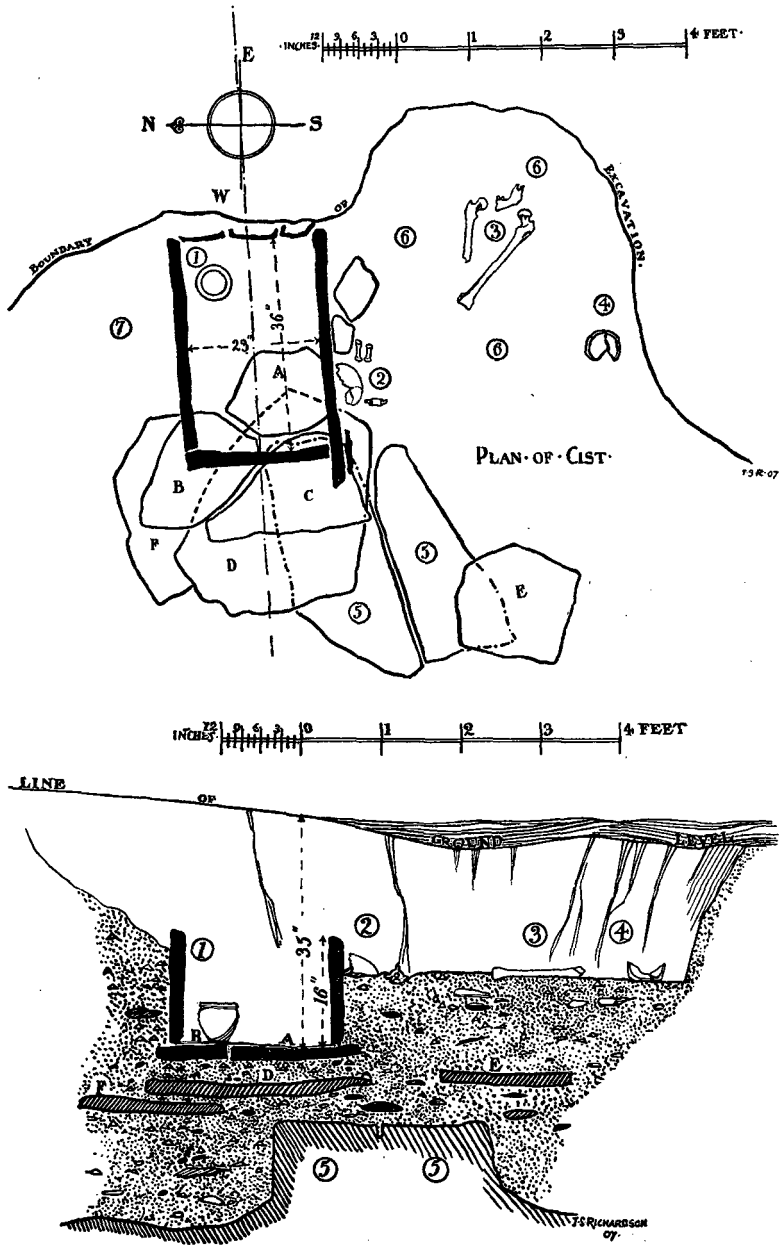 12 9 6 3 0 1 2 3 4 FEET.
INCHES.
E
N S
W
BOUNDARY OF EXCAVATION.
① ⑥
⑥ ③
⑦ 36" ④
23" ⑥
A ②
PLAN·OF·CIST.
T·S·R·07
B C
F D ⑤ E
⑤
12 9 6 3 0 1 2 3 4 FEET
INCHES.
LINE OF GROUND LEVEL
① 35" ② ③ ④
16"
B A
D E
F
⑤ ⑤
T·S·RICHARDSON
07.